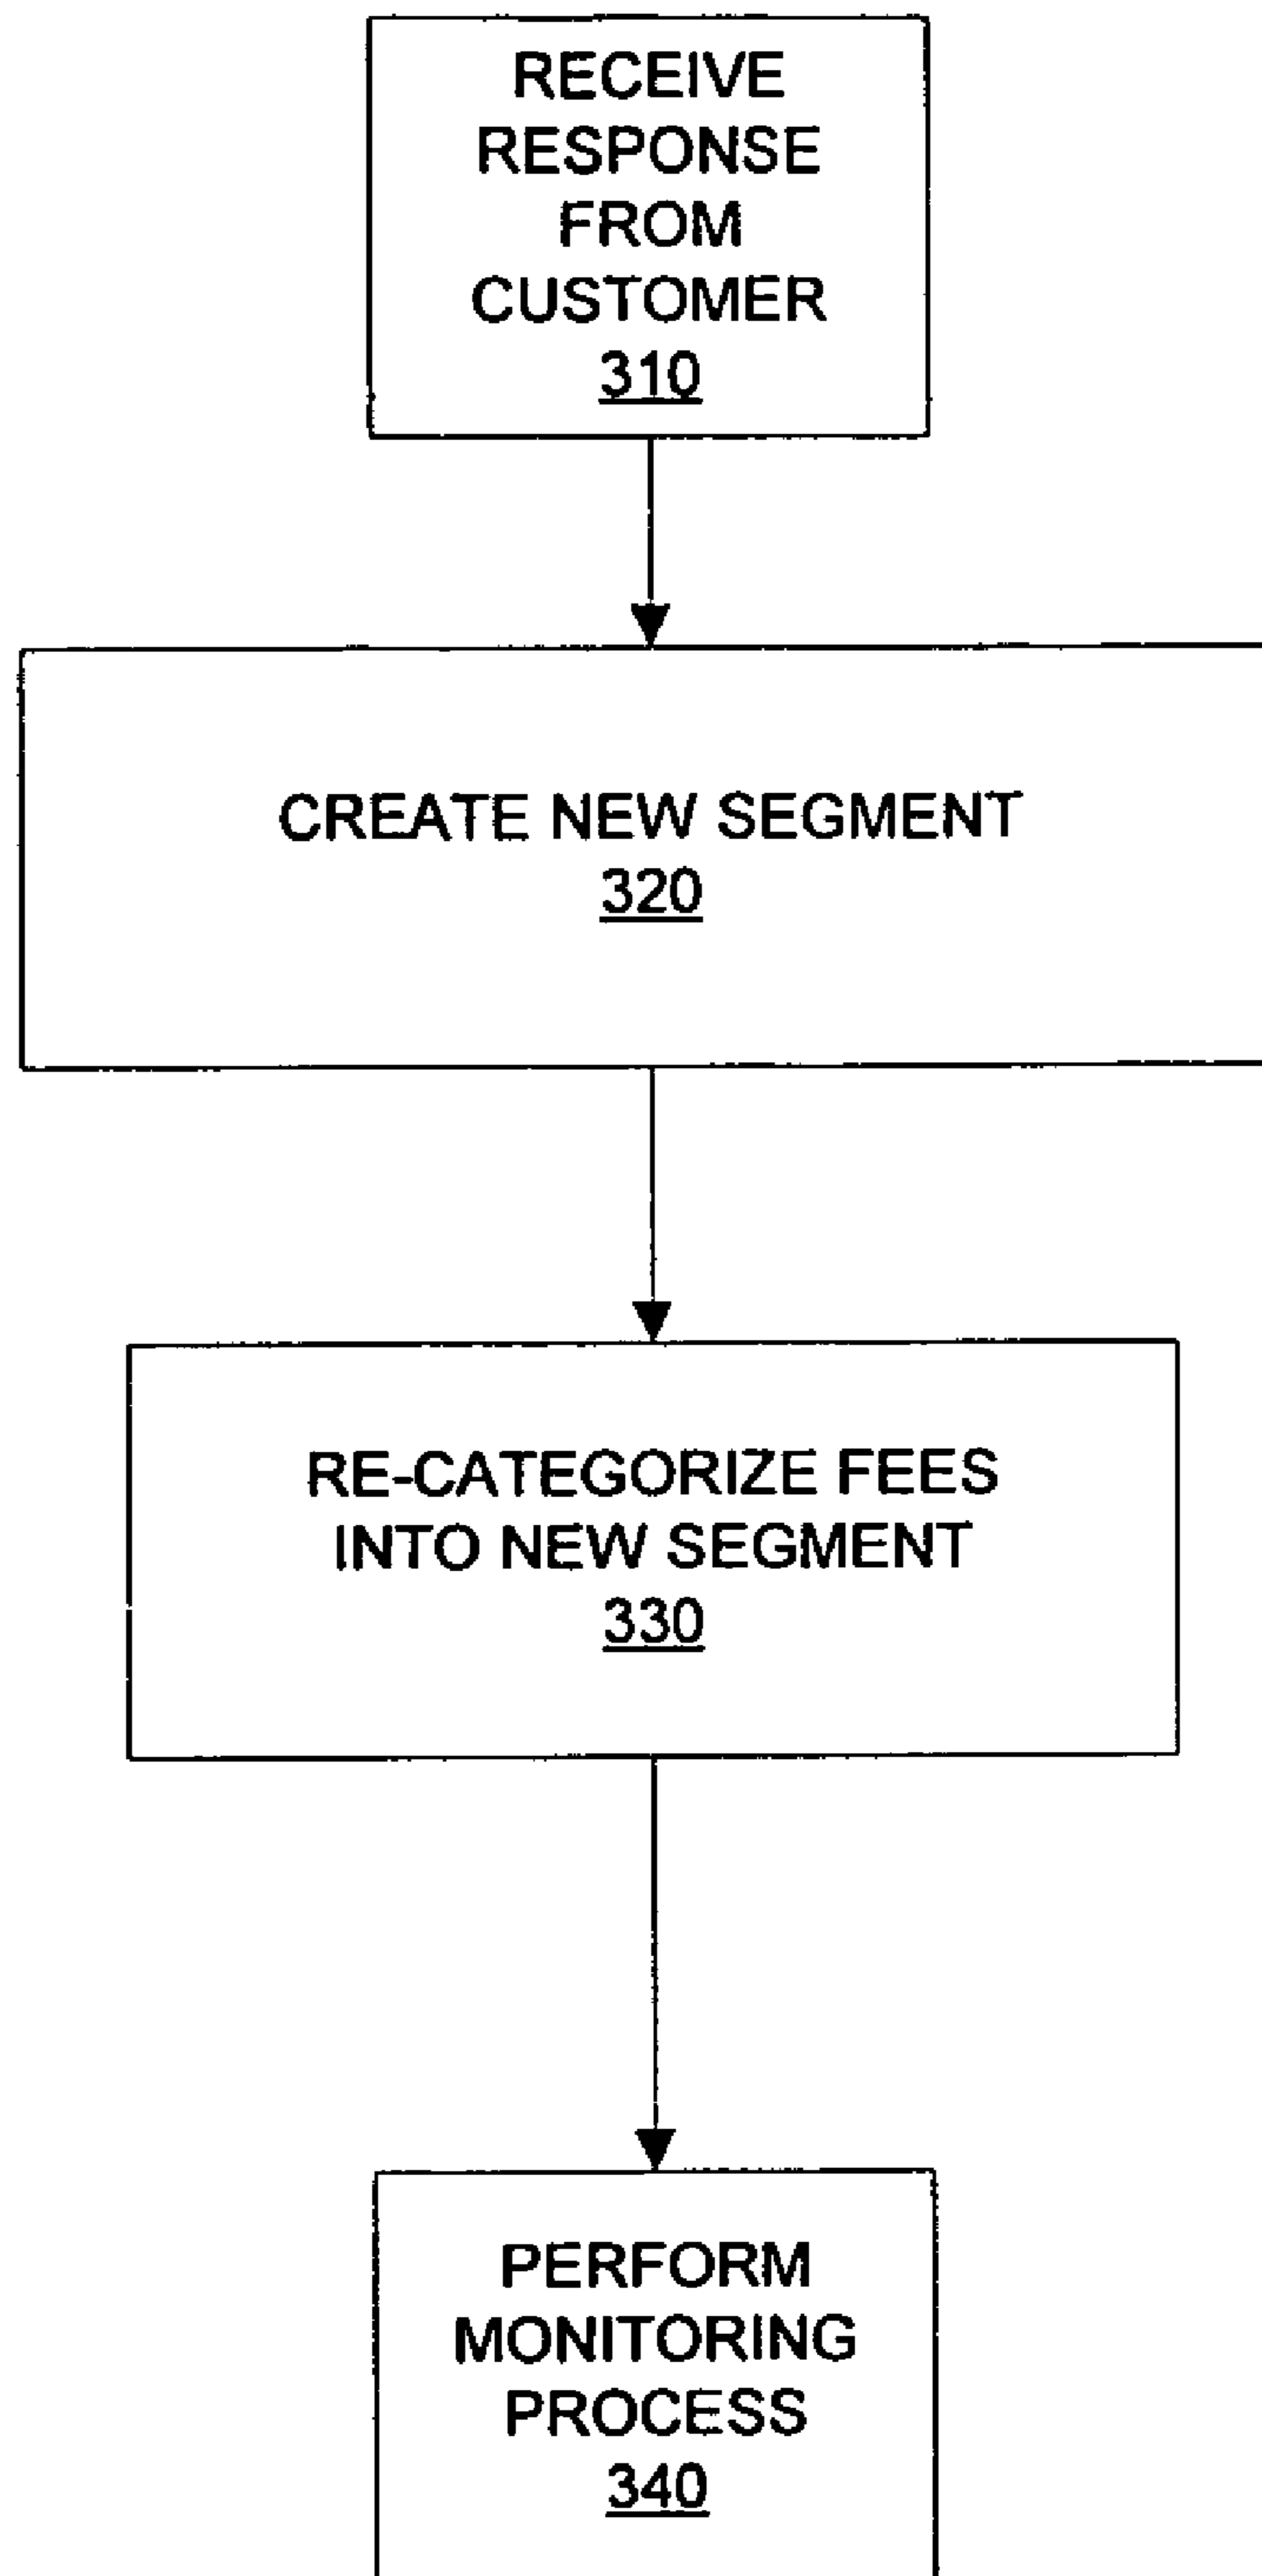 RECEIVE
RESPONSE
FROM
CUSTOMER
310
CREATE NEW SEGMENT
320
RE-CATEGORIZE FEES
INTO NEW SEGMENT
330
PERFORM
MONITORING
PROCESS
340